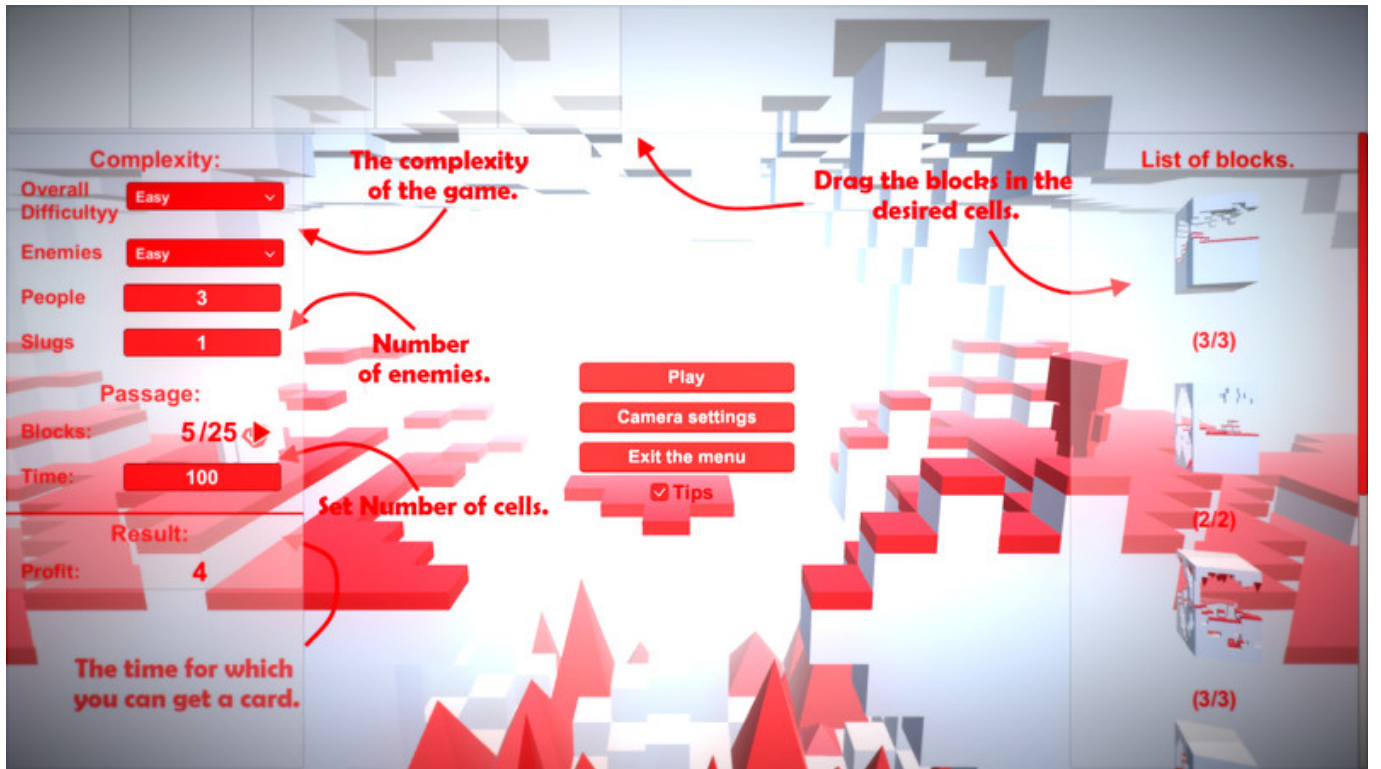 Complexity:
Overall
Difficultyy
Easy
Enemies
Easy
People
3
Slugs
1
Passage:
Blocks:
5/25
Time:
100
Result:
Profit:
4
The complexity
of the game.
Number
of enemies.
Set Number of cells.
The time for which
you can get a card.
Play
Camera settings
Exit the menu
Tips
Drag the blocks in the
desired cells.
List of blocks.
(3/3)
(2/2)
(3/3)